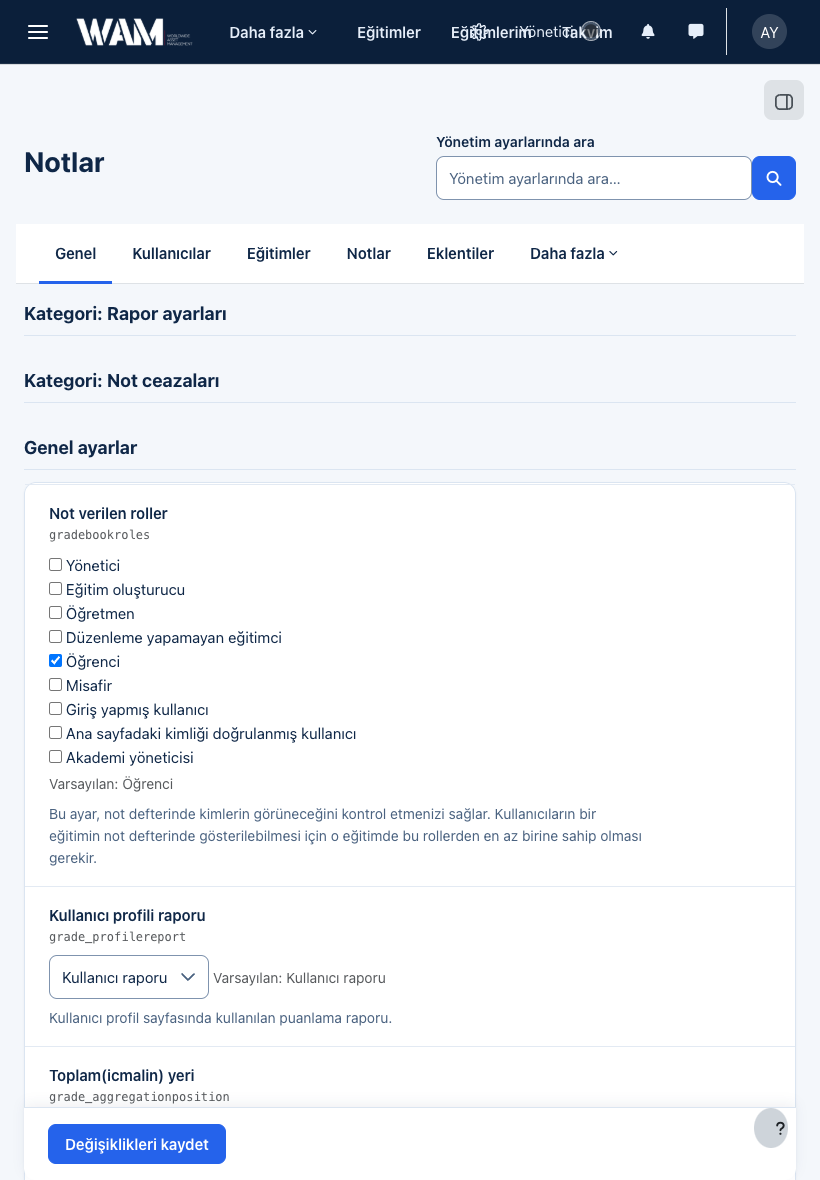 WAM
Daha fazla
Eğitimler
Eğitimlerim
Yönetici
Takvim
AY
Notlar
Yönetim ayarlarında ara
Yönetim ayarlarında ara...
Genel
Kullanıcılar
Eğitimler
Notlar
Eklentiler
Daha fazla
Kategori: Rapor ayarları
Kategori: Not ceazaları
Genel ayarlar
Not verilen roller
gradebookroles
Yönetici
Eğitim oluşturucu
Öğretmen
Düzenleme yapamayan eğitimci
Öğrenci
Misafir
Giriş yapmış kullanıcı
Ana sayfadaki kimliği doğrulanmış kullanıcı
Akademi yöneticisi
Varsayılan: Öğrenci
Bu ayar, not defterinde kimlerin görüneceğini kontrol etmenizi sağlar. Kullanıcıların bir
eğitimin not defterinde gösterilebilmesi için o eğitimde bu rollerden en az birine sahip olması
gerekir.
Kullanıcı profili raporu
grade_profilereport
Kullanıcı raporu
Varsayılan: Kullanıcı raporu
Kullanıcı profil sayfasında kullanılan puanlama raporu.
Toplam(icmalin) yeri
grade_aggregationposition
Değişiklikleri kaydet
?